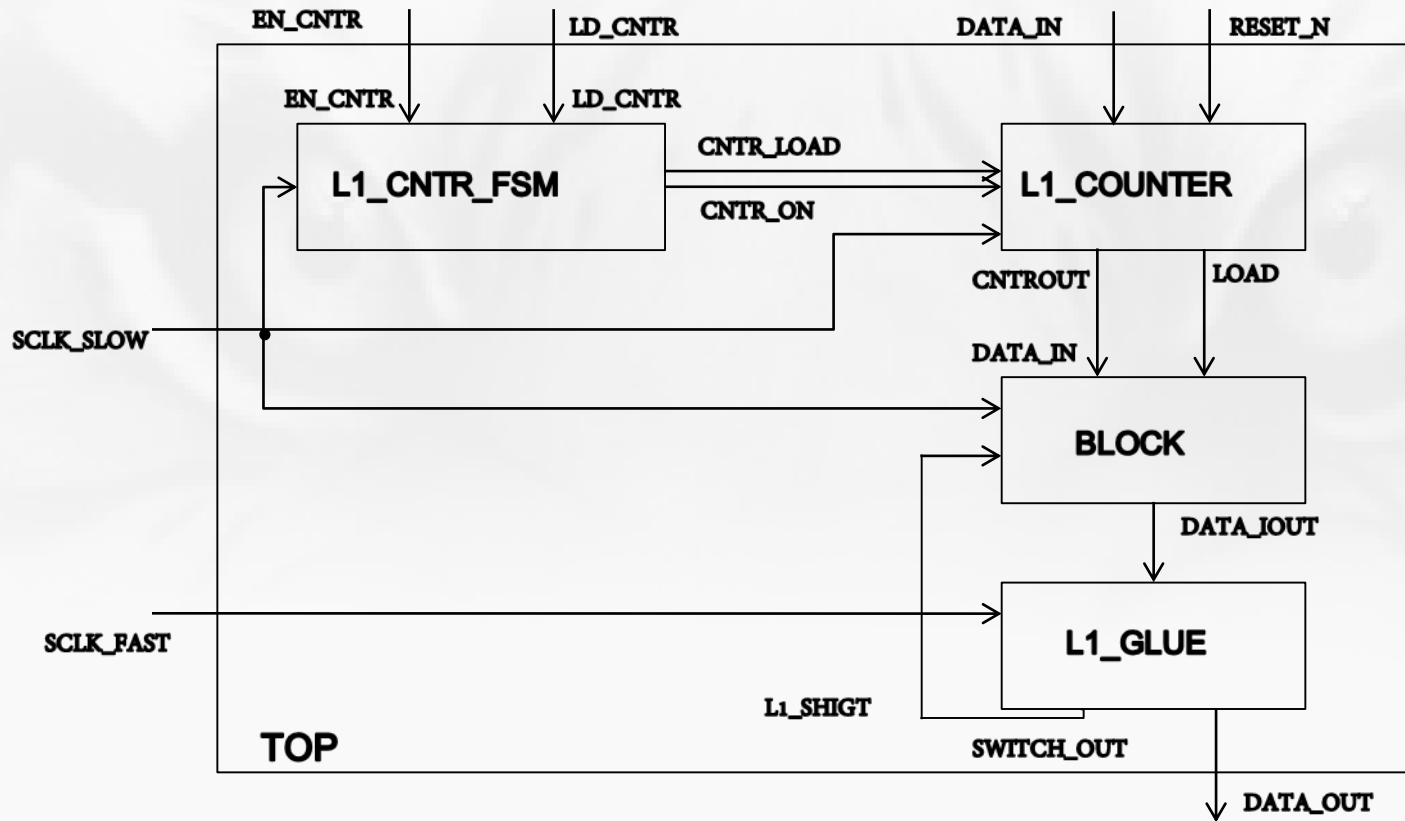 EN_CNTR
LD_CNTR
DATA_IN
RESET_N
EN_CNTR
LD_CNTR
CNTR_LOAD
L1_CNTR_FSM
L1_COUNTER
CNTR_ON
CNTROUT
LOAD
SCLK_SLOW
DATA_IN
BLOCK
DATA_IOUT
SCLK_FAST
L1_GLUE
L1_SHIGT
TOP
SWITCH_OUT
DATA_OUT